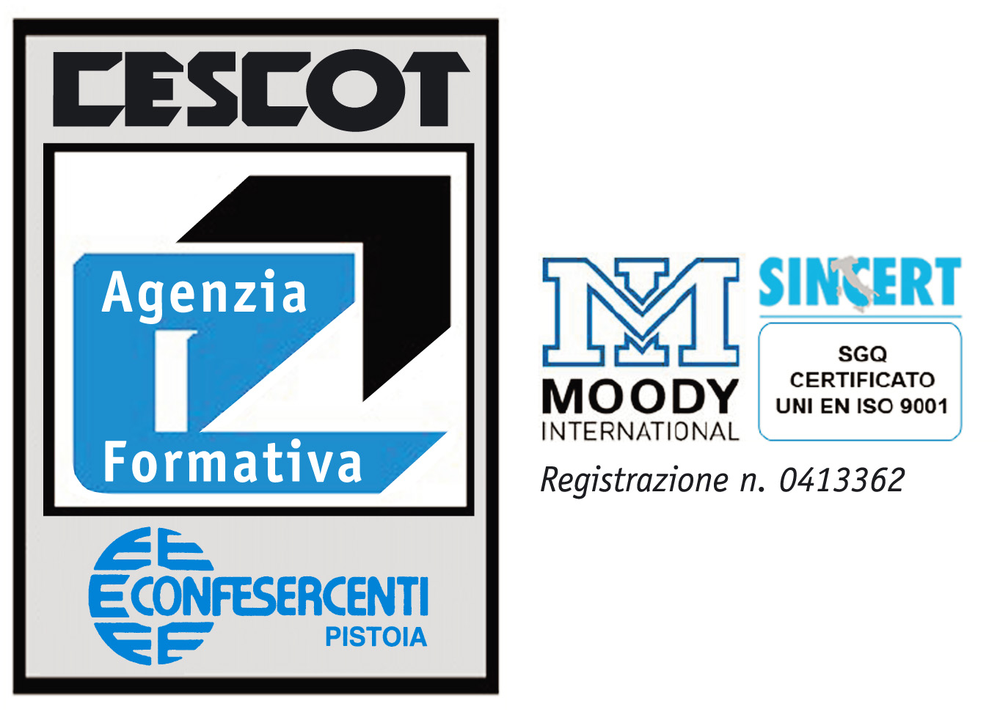 CESCOT
Agenzia
Formativa
CONFESERCENTI
PISTOIA
MOODY
INTERNATIONAL
SINCERT
SGQ
CERTIFICATO
UNI EN ISO 9001
Registrazione n. 0413362